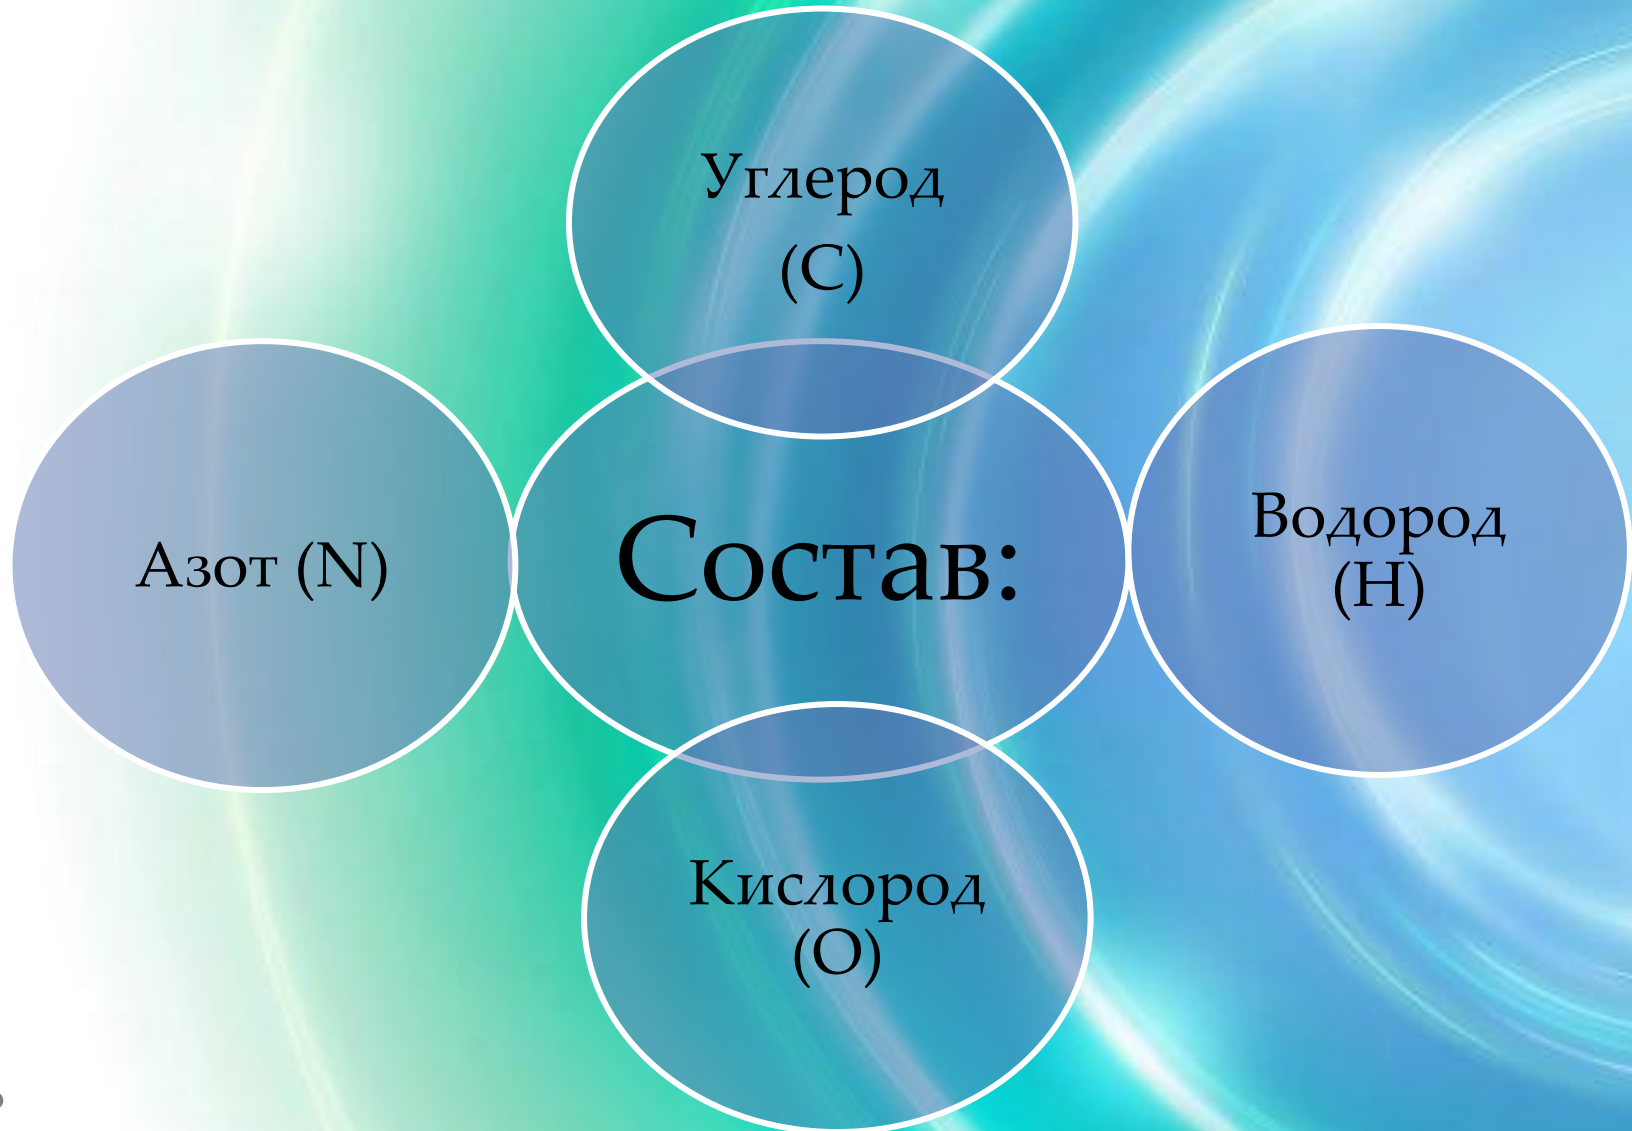 Углерод
(C)
Азот (N)
Состав:
Водород
(H)
Кислород
(O)